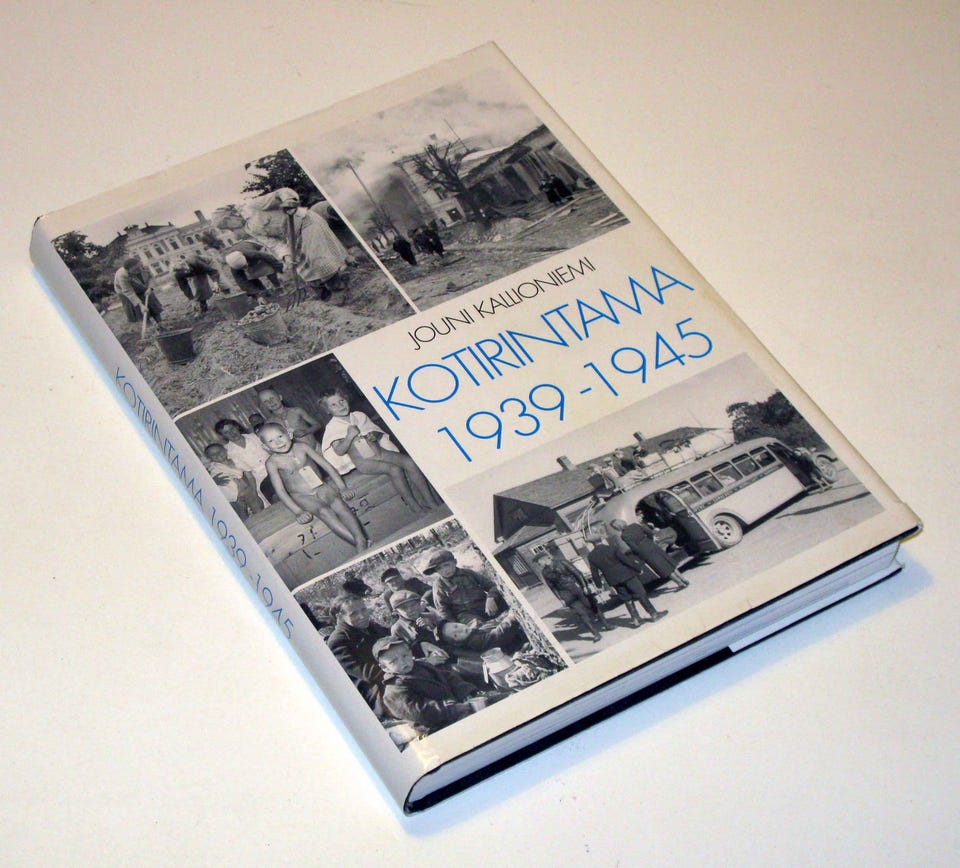 JOUNI KALLIONIEMI
KOTIRINTAMA
1939-1945
KOTIRINTAMA 1939-1945